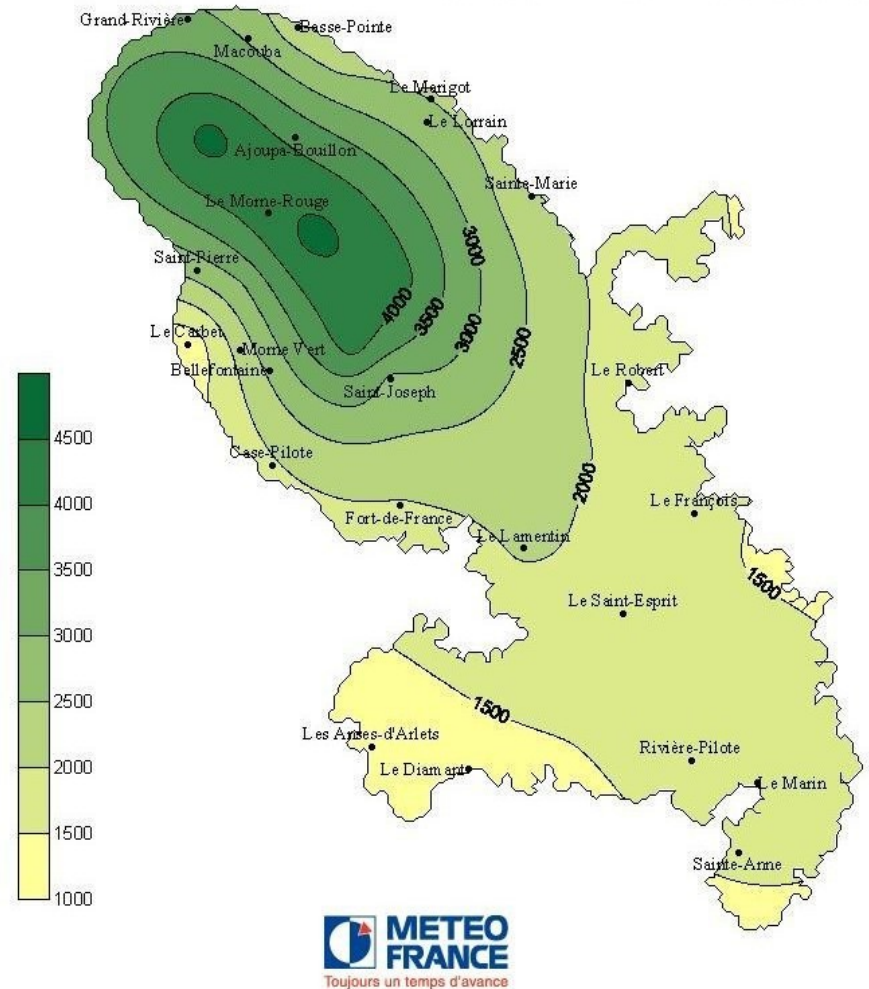 Grand-Rivière
Basse-Pointe
Macouba
Le Marigot
Le Lorrain
Ajoupa-Bouillon
Sainte-Marie
Le Morne-Rouge
3000
Saint-Pierre
4000
3500
3000
2500
Le Carbet
Morne Vert
Bellefontaine
Le Robert
Saint-Joseph
4500
Case-Pilote
2000
4000
Le François
Fort-de-France
Le Lamentin
3500
1500
Le Saint-Esprit
3000
2500
1500
Les Anses-d'Arlets
Rivière-Pilote
2000
Le Diamant
Le Marin
1500
Sainte-Anne
1000
METEO
FRANCE
Toujours un temps d'avance